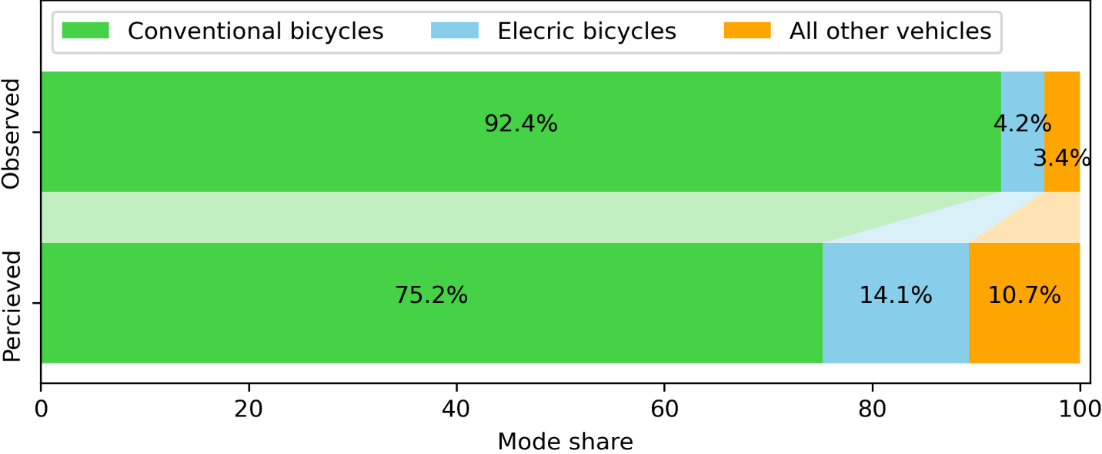 Conventional bicycles Elecric bicycles All other vehicles
Observed
92.4% 4.2%
3.4%
Percieved
75.2% 14.1% 10.7%
0 20 40 60 80 100
Mode share